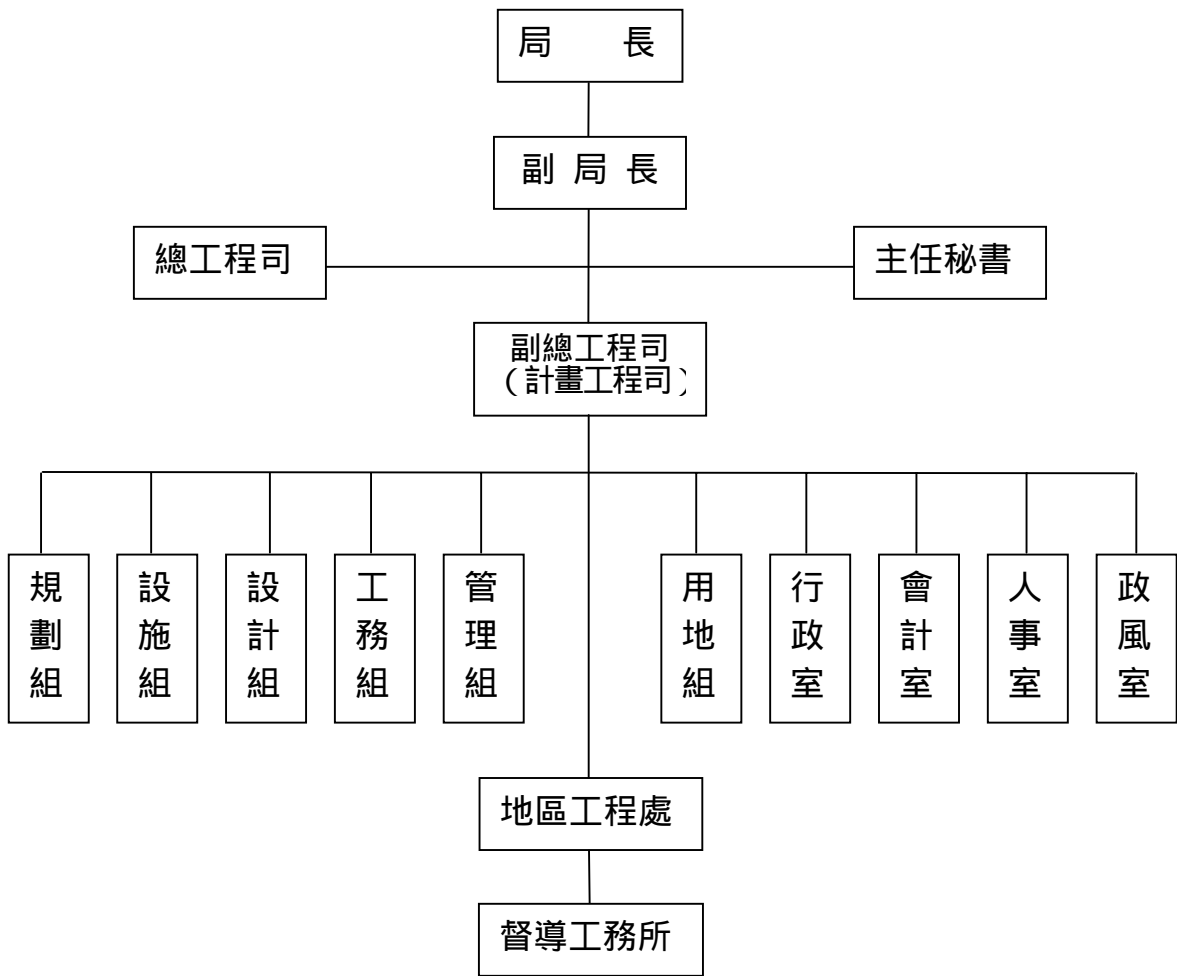 局　　長
副 局 長
總工程司
主任秘書
副總工程司
(計畫工程司)
規劃組
設施組
設計組
工務組
管理組
用地組
行政室
會計室
人事室
政風室
地區工程處
督導工務所